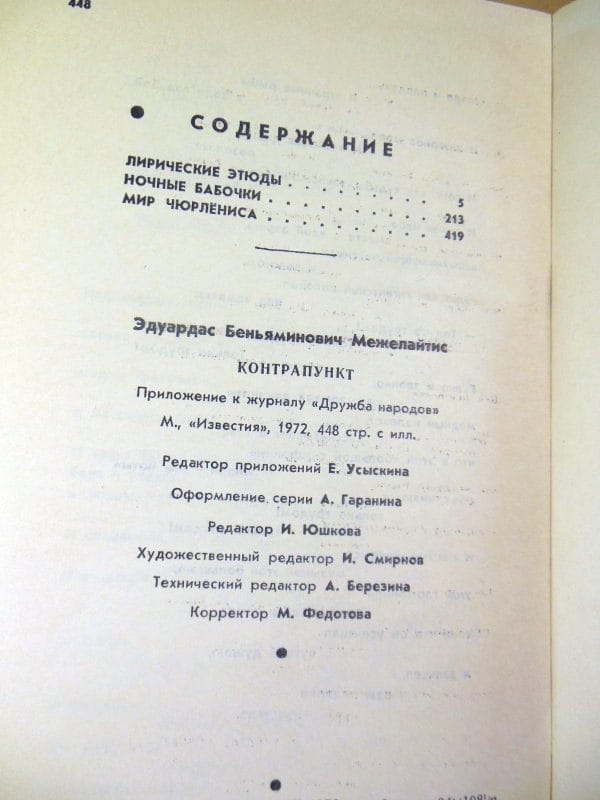 448
● СОДЕРЖАНИЕ
ЛИРИЧЕСКИЕ ЭТЮДЫ . . . . . . . . . 5
НОЧНЫЕ БАБОЧКИ . . . . . . . . . . 213
МИР ЧЮРЛЕНИСА . . . . . . . . . . 419
Эдуардас Беньяминович Межелайтис
КОНТРАПУНКТ
Приложение к журналу «Дружба народов»
М., «Известия», 1972, 448 стр. с илл.
Редактор приложений Е. Усыскина
Оформление серии А. Гаранина
Редактор И. Юшкова
Художественный редактор И. Смирнов
Технический редактор А. Березина
Корректор М. Федотова